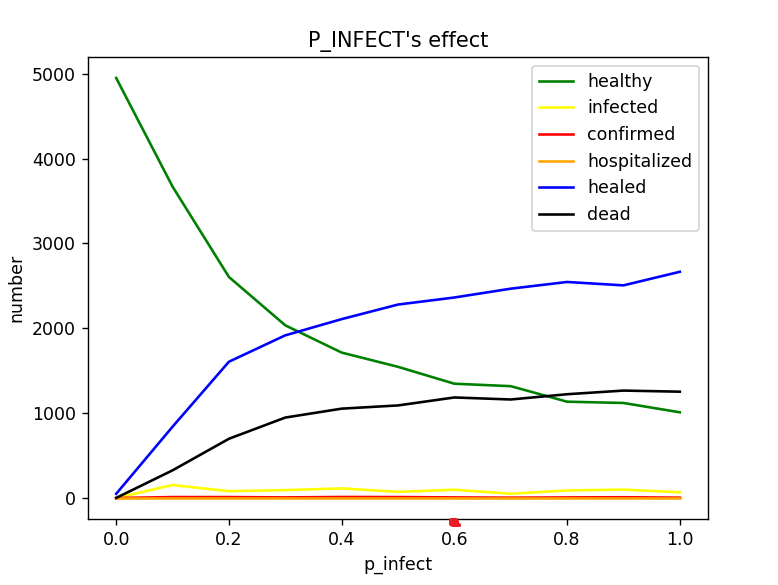 P_INFECT's effect
healthy
infected
confirmed
hospitalized
healed
dead
5000
4000
3000
2000
1000
0
number
0.0 0.2 0.4 0.6 0.8 1.0
p_infect